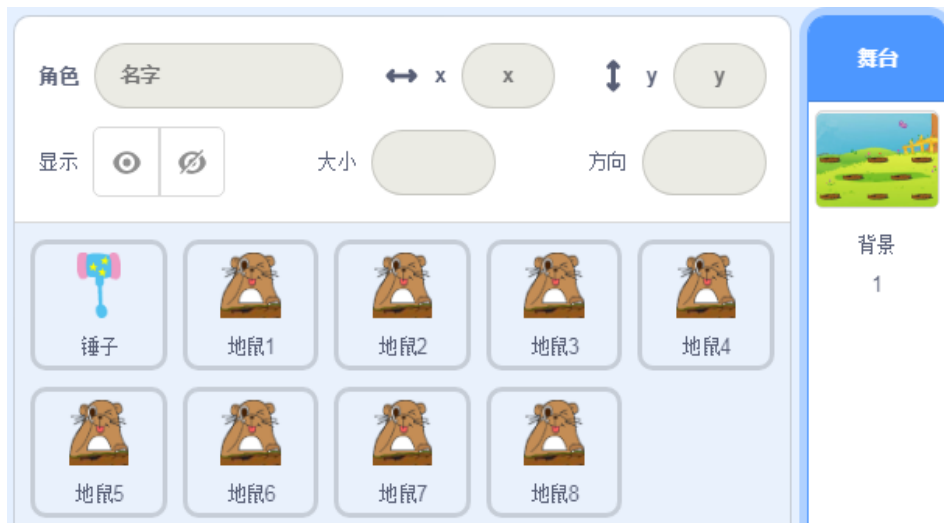 角色 名字 x x y y
显示 大小 方向
舞台
背景
1
锤子 地鼠1 地鼠2 地鼠3 地鼠4
地鼠5 地鼠6 地鼠7 地鼠8